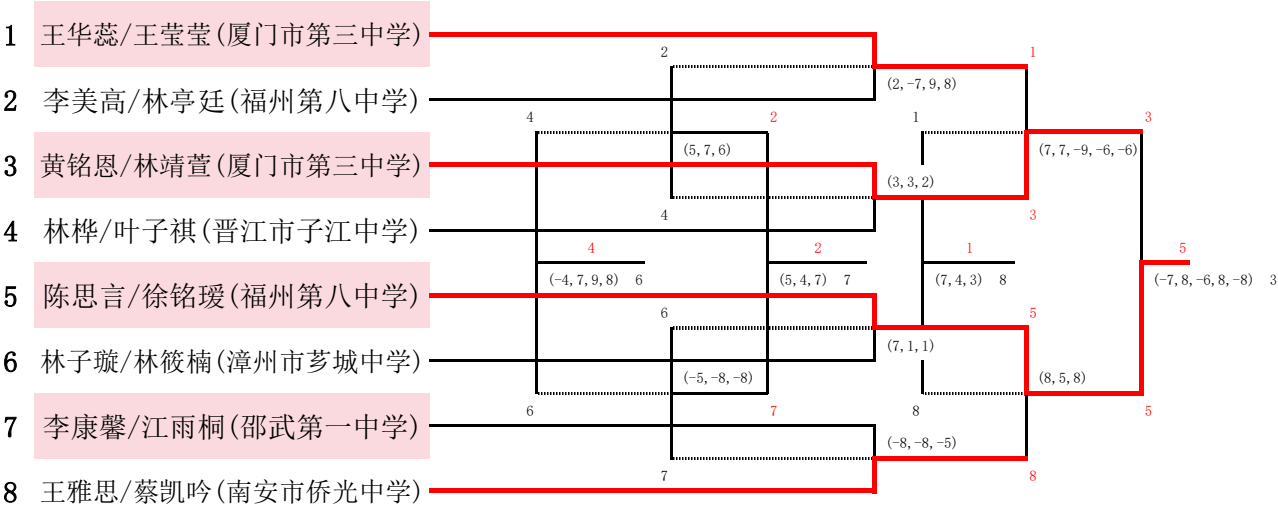 1 王华蕊/王莹莹(厦门市第三中学)
2 1
(2,-7,9,8)
2 李美高/林亭廷(福州第八中学)
4 2 1 3
(5,7,6) (7,7,-9,-6,-6)
3 黄铭恩/林靖萱(厦门市第三中学)
(3,3,2)
4 3
4 林桦/叶子祺(晋江市子江中学)
4 2 1 5
(-4,7,9,8) 6 (5,4,7) 7 (7,4,3) 8 (-7,8,-6,8,-8) 3
5 陈思言/徐铭瑗(福州第八中学)
6 5
(7,1,1)
6 林子璇/林筱楠(漳州市芗城中学)
(-5,-8,-8) (8,5,8)
6 7 8 5
7 李康馨/江雨桐(邵武第一中学)
(-8,-8,-5)
7 8
8 王雅思/蔡凯吟(南安市侨光中学)